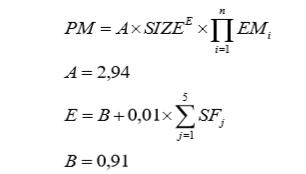 PM = A × SIZE^E × ∏_{i=1}^{n} EM_i
A = 2,94
E = B + 0,01 × ∑_{j=1}^{5} SF_j
B = 0,91